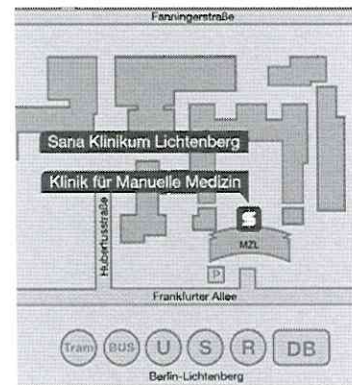 Fanningerstraße
Sana Klinikum Lichtenberg
Klinik für Manuelle Medizin
Hubertusstraße
S
MZL
P
Frankfurter Allee
Tram BUS U S R DB
Berlin-Lichtenberg